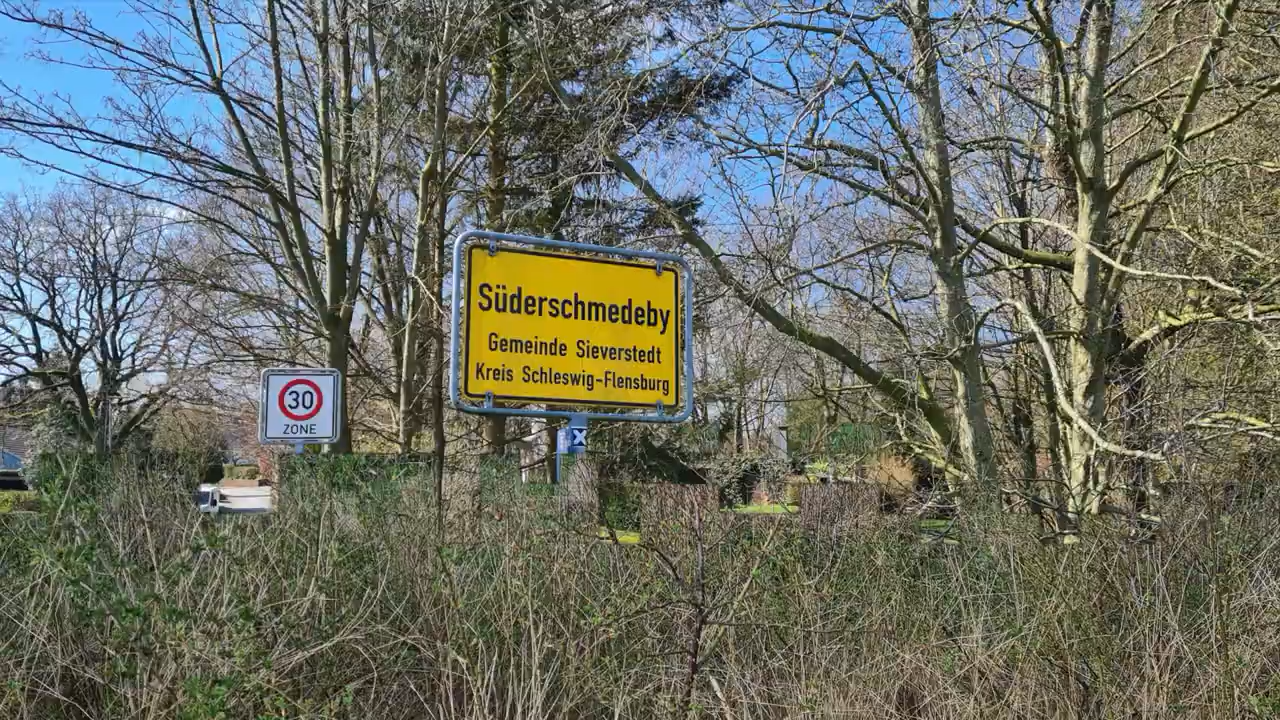 Süderschmedeby
Gemeinde Sieverstedt
Kreis Schleswig-Flensburg
30
ZONE
X